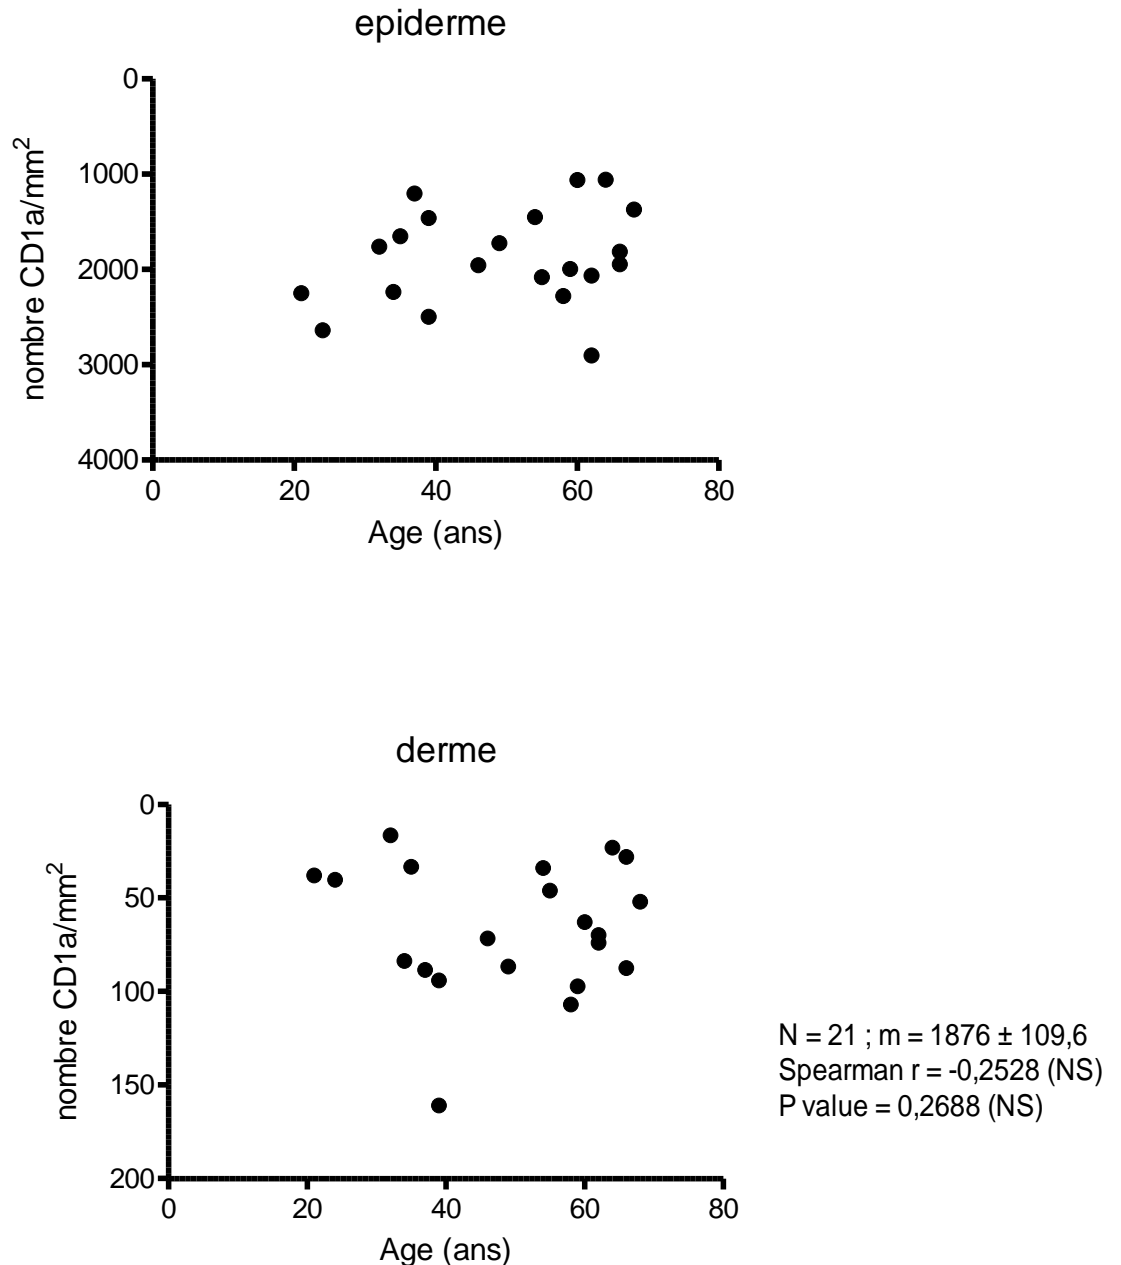 epiderme
0
1000
2000
3000
4000
nombre CD1a/mm²
0 20 40 60 80
Age (ans)
derme
0
50
100
150
200
nombre CD1a/mm²
0 20 40 60 80
Age (ans)
N = 21 ; m = 1876 ± 109,6
Spearman r = -0,2528 (NS)
P value = 0,2688 (NS)